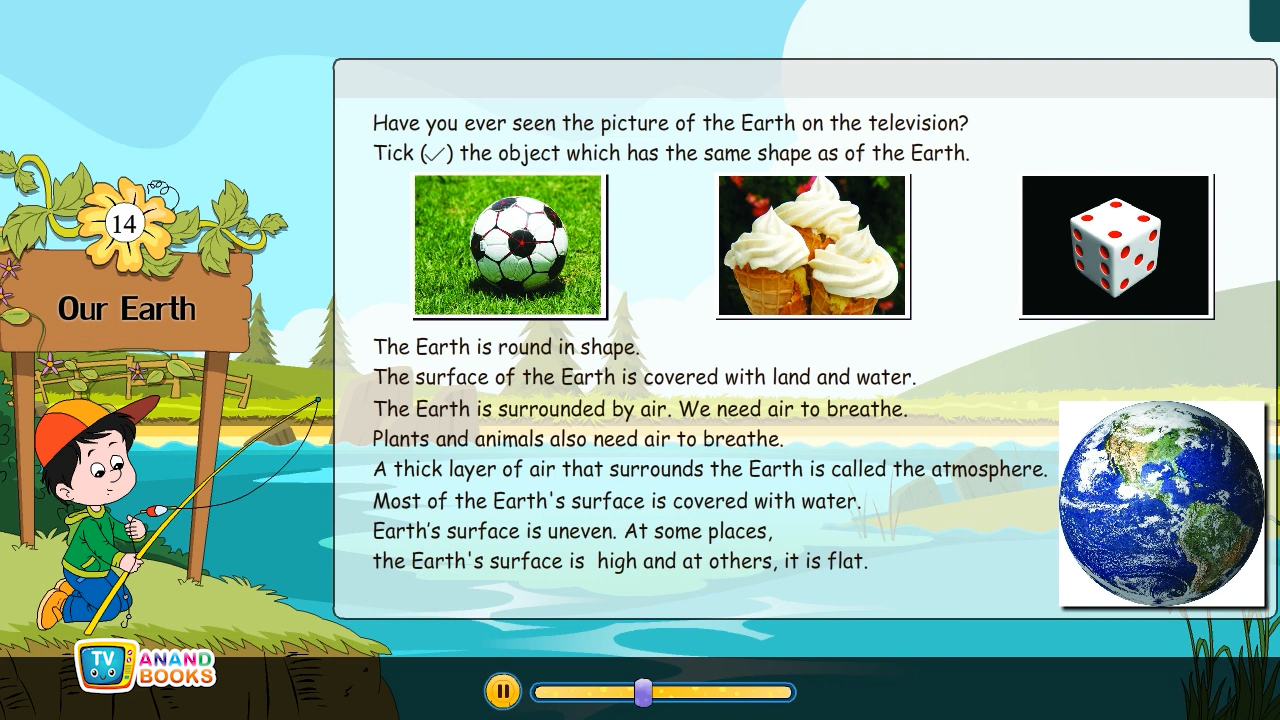 Have you ever seen the picture of the Earth on the television?
Tick (✓) the object which has the same shape as of the Earth.
14
Our Earth
The Earth is round in shape.
The surface of the Earth is covered with land and water.
The Earth is surrounded by air. We need air to breathe.
Plants and animals also need air to breathe.
A thick layer of air that surrounds the Earth is called the atmosphere.
Most of the Earth's surface is covered with water.
Earth's surface is uneven. At some places,
the Earth's surface is  high and at others, it is flat.
TV
ANAND
BOOKS